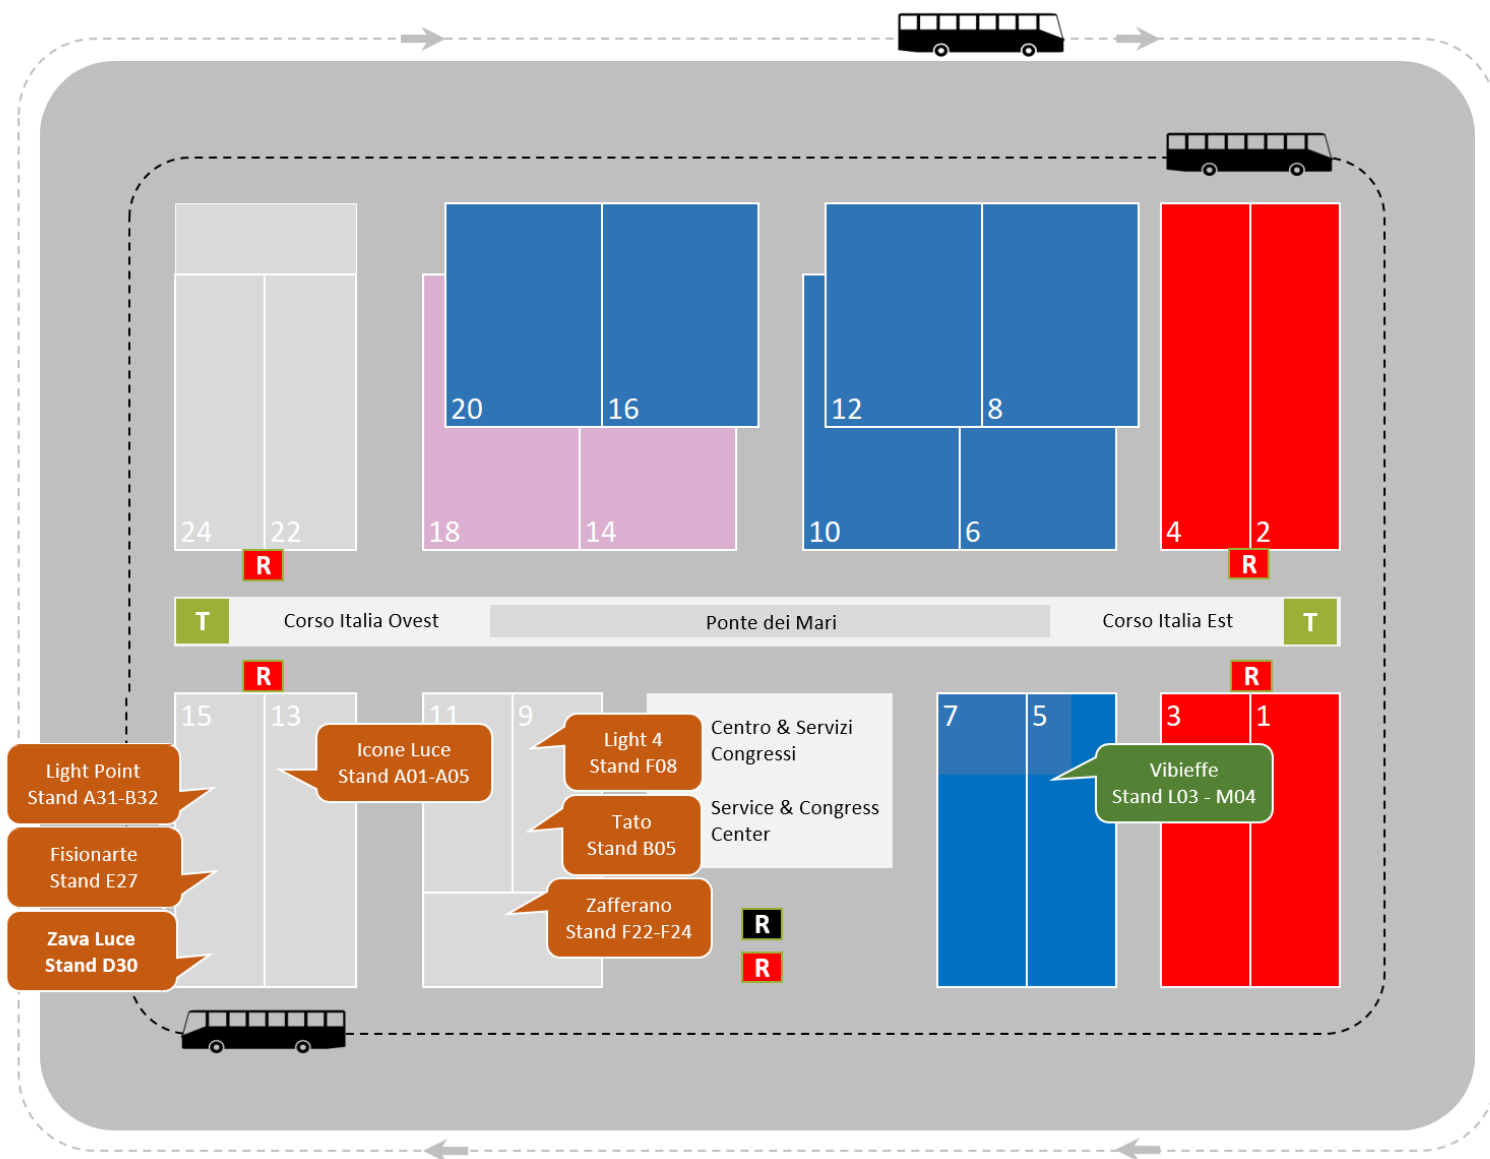 20
16
12
8
24
22
18
14
10
6
4
2
R
R
T
Corso Italia Ovest
Ponte dei Mari
Corso Italia Est
T
R
R
15
13
11
9
7
5
3
1
Icone Luce
Stand A01-A05
Light 4
Stand F08
Centro & Servizi
Congressi
Light Point
Stand A31-B32
Vibieffe
Stand L03 - M04
Tato
Stand B05
Service & Congress
Center
Fisionarte
Stand E27
Zafferano
Stand F22-F24
R
Zava Luce
Stand D30
R